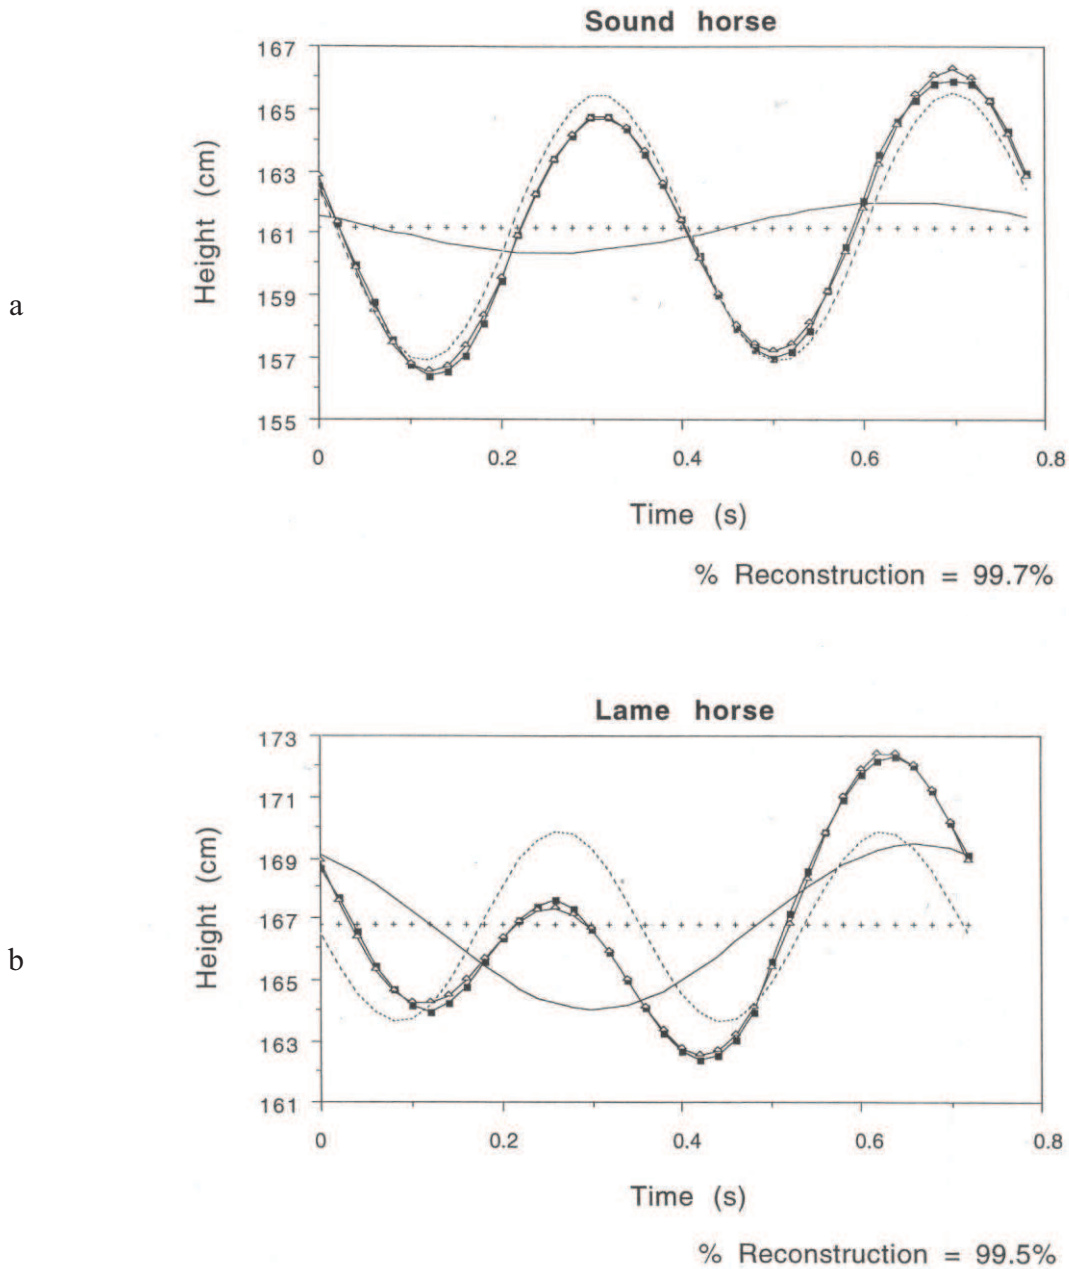 Sound horse
167
165
163
161
159
157
155
Height (cm)
a
0 0.2 0.4 0.6 0.8
Time (s)
% Reconstruction = 99.7%
Lame horse
173
171
169
167
165
163
161
Height (cm)
b
0 0.2 0.4 0.6 0.8
Time (s)
% Reconstruction = 99.5%